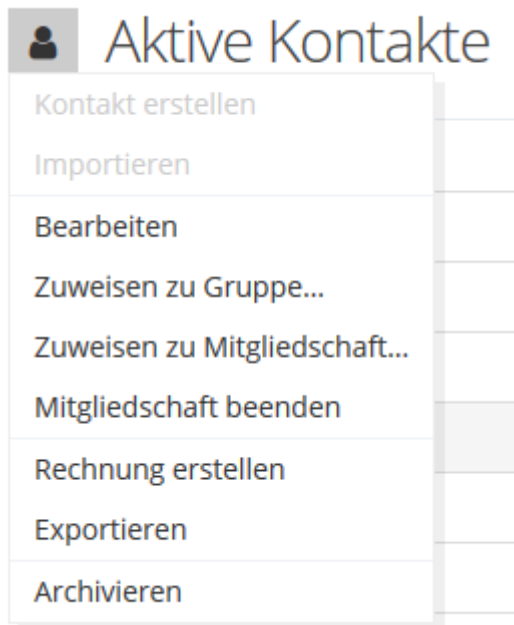 Aktive Kontakte
Kontakt erstellen
Importieren
Bearbeiten
Zuweisen zu Gruppe...
Zuweisen zu Mitgliedschaft...
Mitgliedschaft beenden
Rechnung erstellen
Exportieren
Archivieren